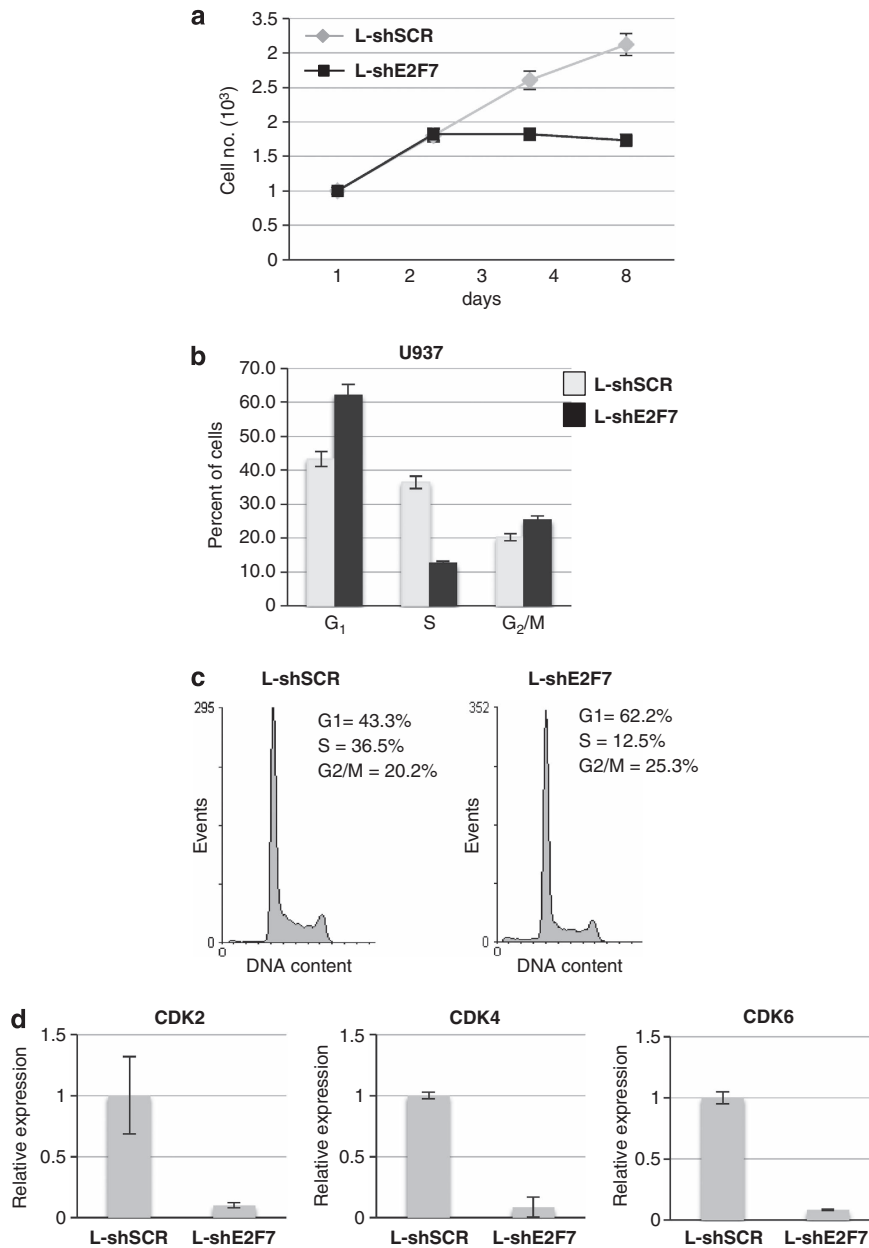 a
3.5
2
2.5
2
1.5
1
0.5
0
Cell no. (10³)
L-shSCR
L-shE2F7
1 2 3 4 8
days
b
U937
70.0
60.0
50.0
40.0
30.0
20.0
10.0
0
Percent of cells
L-shSCR
L-shE2F7
G₁ S G₂/M
c
L-shSCR
295
0
0
Events
G1= 43.3%
S = 36.5%
G2/M = 20.2%
DNA content
L-shE2F7
352
0
0
Events
G1= 62.2%
S = 12.5%
G2/M = 25.3%
DNA content
d
CDK2
1.5
1
0.5
0
Relative expression
L-shSCR L-shE2F7
CDK4
1.5
1
0.5
0
Relative expression
L-shSCR L-shE2F7
CDK6
1.5
1
0.5
0
Relative expression
L-shSCR L-shE2F7